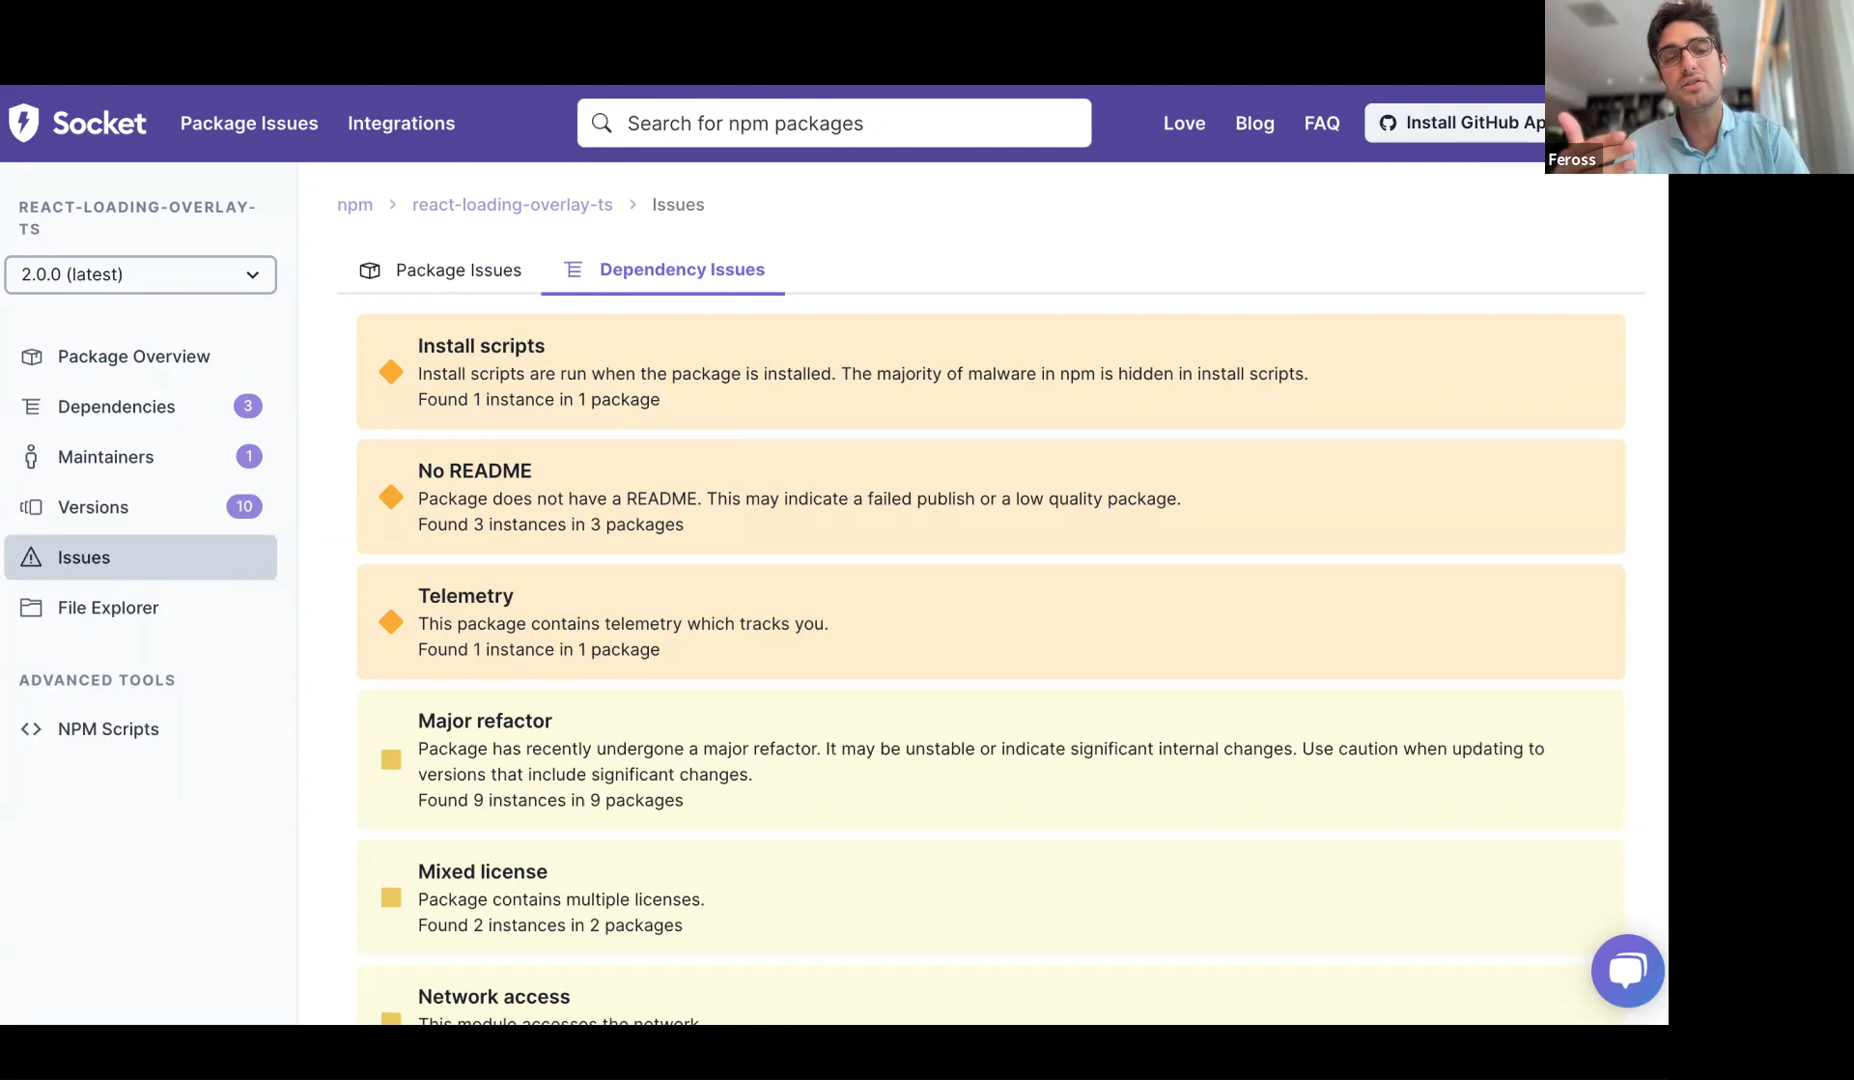 Socket
Package Issues
Integrations
Search for npm packages
Love
Blog
FAQ
Install GitHub Ap
Feross
REACT-LOADING-OVERLAY-
TS
2.0.0 (latest)
Package Overview
Dependencies 3
Maintainers 1
Versions 10
Issues
File Explorer
ADVANCED TOOLS
NPM Scripts
npm > react-loading-overlay-ts > Issues
Package Issues
Dependency Issues
Install scripts
Install scripts are run when the package is installed. The majority of malware in npm is hidden in install scripts.
Found 1 instance in 1 package
No README
Package does not have a README. This may indicate a failed publish or a low quality package.
Found 3 instances in 3 packages
Telemetry
This package contains telemetry which tracks you.
Found 1 instance in 1 package
Major refactor
Package has recently undergone a major refactor. It may be unstable or indicate significant internal changes. Use caution when updating to
versions that include significant changes.
Found 9 instances in 9 packages
Mixed license
Package contains multiple licenses.
Found 2 instances in 2 packages
Network access
This module accesses the network.